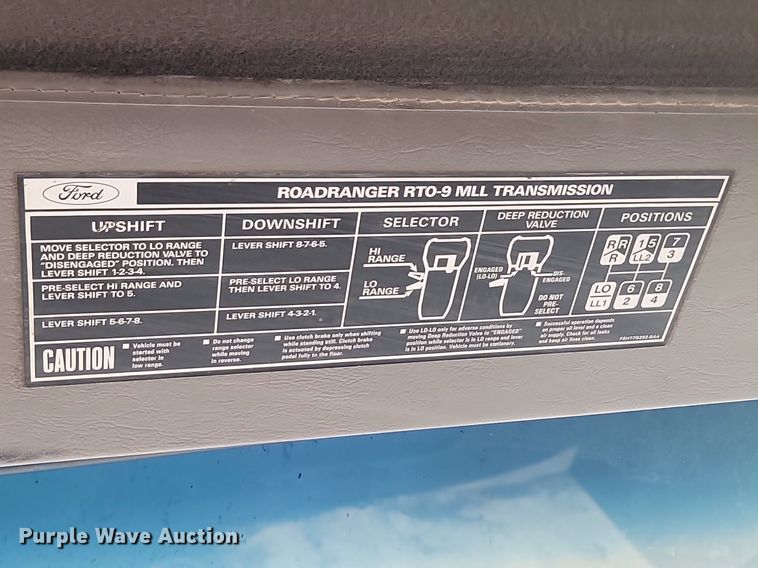 Ford
ROADRANGER RTO-9 MLL TRANSMISSION
UPSHIFT
MOVE SELECTOR TO LO RANGE
AND DEEP REDUCTION VALVE TO
"DISENGAGED" POSITION, THEN
LEVER SHIFT 1-2-3-4.
PRE-SELECT HI RANGE AND
LEVER SHIFT TO 5.
LEVER SHIFT 5-6-7-8.
DOWNSHIFT
LEVER SHIFT 8-7-6-5.
PRE-SELECT LO RANGE
THEN LEVER SHIFT TO 4.
LEVER SHIFT 4-3-2-1.
SELECTOR
HI
RANGE
LO
RANGE
DEEP REDUCTION
VALVE
ENGAGED
(LO-LO)
DIS-
ENGAGED
DO NOT
PRE-
SELECT
POSITIONS
R R
R
1 5
LL2
7
3
LO
LL1
6
2
8
4
CAUTION
■ Vehicle must be
started with
selector in
low range.
■ Do not change
range selector
while moving
in reverse.
■ Use clutch brake only when shifting
while standing still. Clutch brake
is actuated by depressing clutch
pedal fully to the floor.
■ Use LO-LO only for adverse conditions by
moving Deep Reduction Valve to "ENGAGED"
position while selector is in LO range and lever
is in LO position. Vehicle must be stationary.
■ Successful operation depends
on proper oil level and a clean
air supply. Check for oil leaks
and keep air lines clean.
Purple Wave Auction